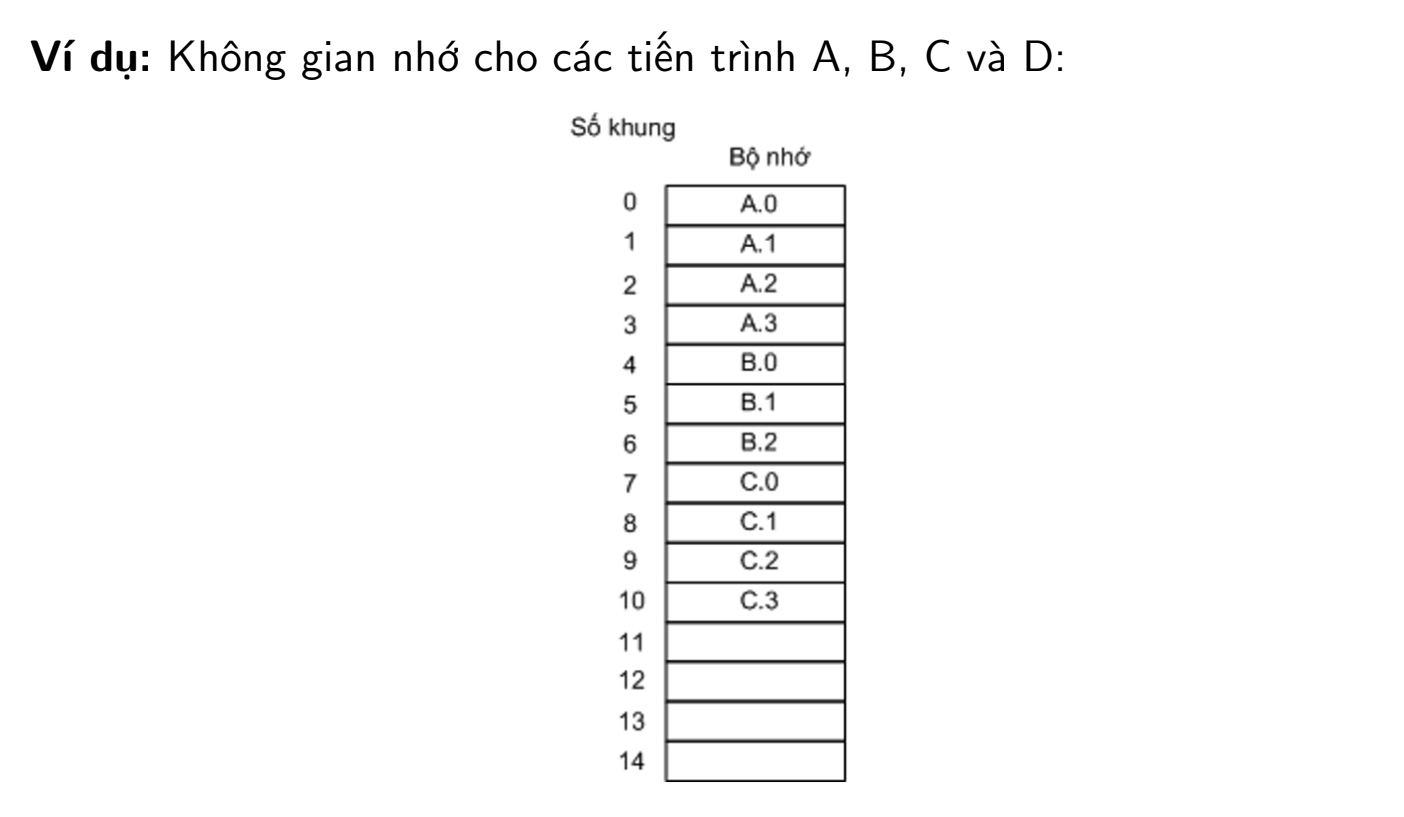 Ví dụ: Không gian nhớ cho các tiến trình A, B, C và D:
Số khung
Bộ nhớ
0 A.0
1 A.1
2 A.2
3 A.3
4 B.0
5 B.1
6 B.2
7 C.0
8 C.1
9 C.2
10 C.3
11
12
13
14